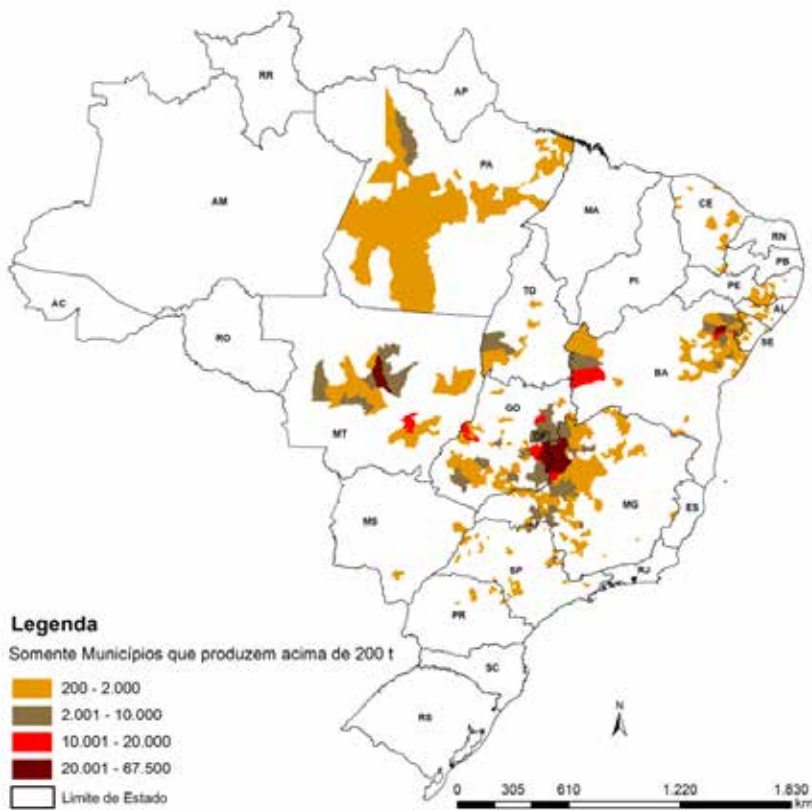 RR
AP
AM
PA
MA
CE
RN
PB
PE
AL
SE
PI
TO
AC
RO
BA
MT
GO
DF
MG
ES
MS
SP
RJ
PR
SC
RS
Legenda
Somente Municípios que produzem acima de 200 t
200 - 2.000
2.001 - 10.000
10.001 - 20.000
20.001 - 67.500
Limite de Estado
N
0 305 610 1.220 1.830